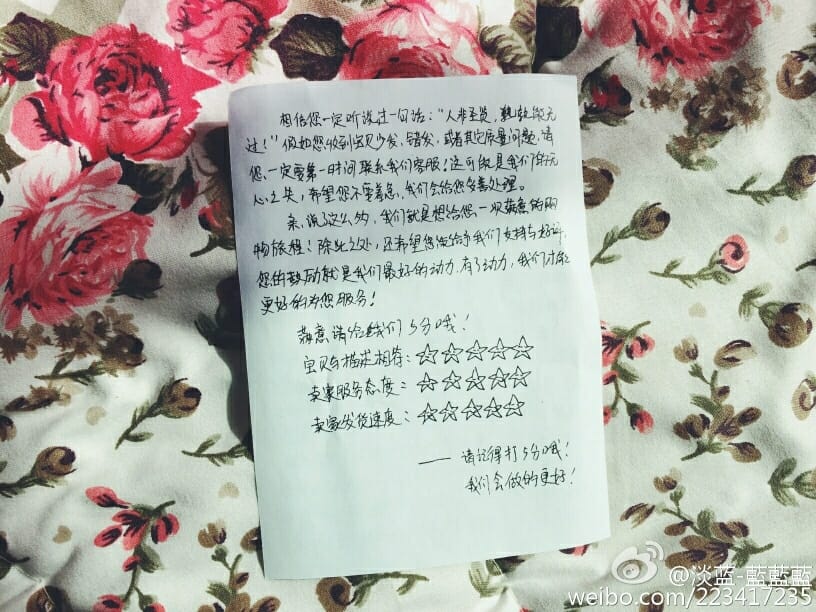 相信您一定听说过一句话："人非圣贤，孰能无
过！"假如您收到宝贝少发、错发，或者其它质量问题，请
您一定要第一时间联系我们客服！这可能是我们的无
心之失，希望您不要着急，我们会给您妥善处理。
亲，说了这么多，我们就是想给您一次满意的购
物旅程！除此之处，还希望您能给予我们支持与好评，
您的鼓励就是我们最好的动力，有了动力，我们才能
更好的为您服务！
满意请给我们5分哦！
宝贝与描述相符：☆☆☆☆☆
卖家服务态度：☆☆☆☆☆
卖家发货速度：☆☆☆☆☆
——请记得打5分哦！
我们会做的更好！
@淡蓝-藍藍藍
weibo.com/223417235